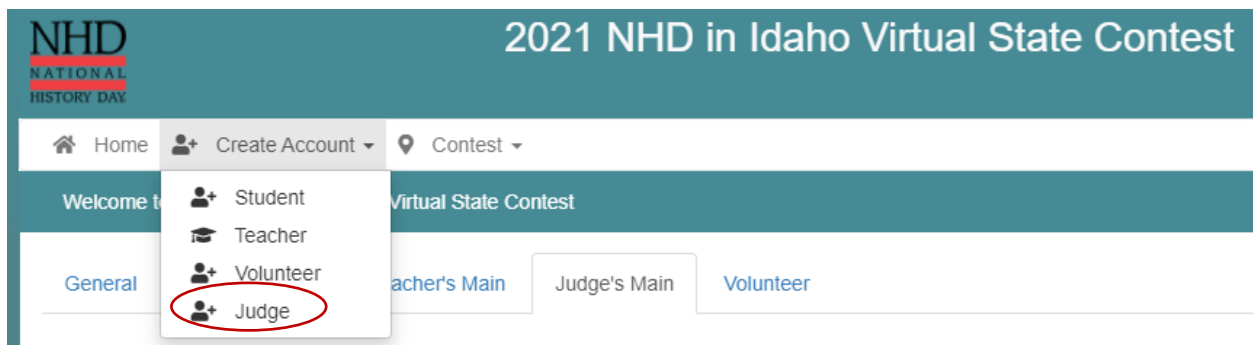 NHD
NATIONAL
HISTORY DAY
2021 NHD in Idaho Virtual State Contest
Home Create Account Contest
Welcome t Virtual State Contest
Student
Teacher
Volunteer
Judge
General acher's Main Judge's Main Volunteer